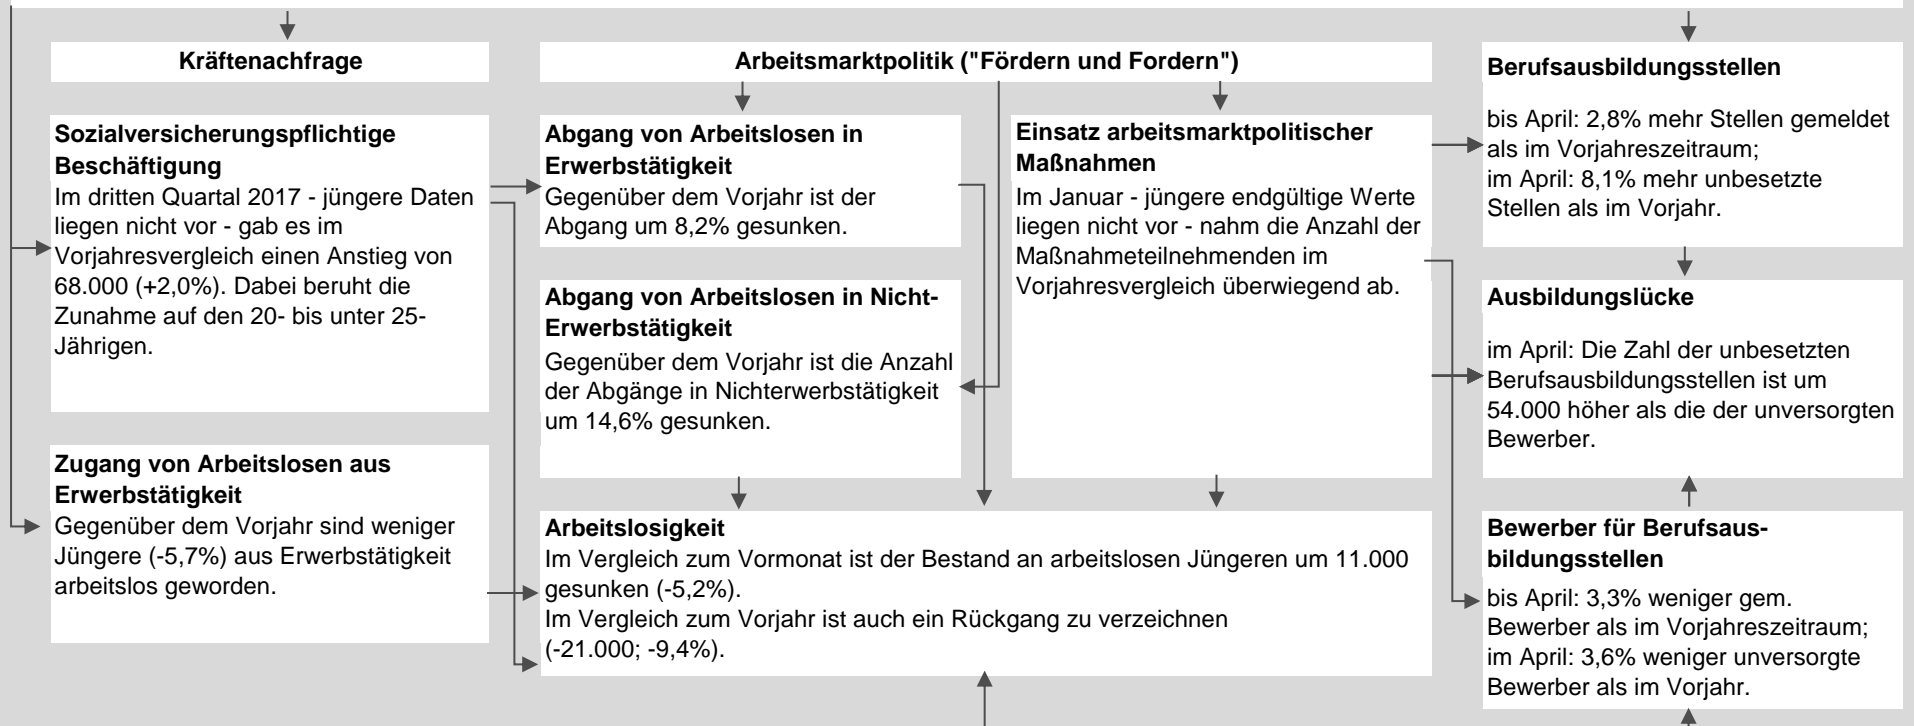 Kräftenachfrage
Sozialversicherungspflichtige
Beschäftigung
Im dritten Quartal 2017 - jüngere Daten
liegen nicht vor - gab es im
Vorjahresvergleich einen Anstieg von
68.000 (+2,0%). Dabei beruht die
Zunahme auf den 20- bis unter 25-
Jährigen.
Zugang von Arbeitslosen aus
Erwerbstätigkeit
Gegenüber dem Vorjahr sind weniger
Jüngere (-5,7%) aus Erwerbstätigkeit
arbeitslos geworden.
Arbeitsmarktpolitik ("Fördern und Fordern")
Abgang von Arbeitslosen in
Erwerbstätigkeit
Gegenüber dem Vorjahr ist der
Abgang um 8,2% gesunken.
Abgang von Arbeitslosen in Nicht-
Erwerbstätigkeit
Gegenüber dem Vorjahr ist die Anzahl
der Abgänge in Nichterwerbstätigkeit
um 14,6% gesunken.
Einsatz arbeitsmarktpolitischer
Maßnahmen
Im Januar - jüngere endgültige Werte
liegen nicht vor - nahm die Anzahl der
Maßnahmeteilnehmenden im
Vorjahresvergleich überwiegend ab.
Arbeitslosigkeit
Im Vergleich zum Vormonat ist der Bestand an arbeitslosen Jüngeren um 11.000
gesunken (-5,2%).
Im Vergleich zum Vorjahr ist auch ein Rückgang zu verzeichnen
(-21.000; -9,4%).
Berufsausbildungsstellen
bis April: 2,8% mehr Stellen gemeldet
als im Vorjahreszeitraum;
im April: 8,1% mehr unbesetzte
Stellen als im Vorjahr.
Ausbildungslücke
im April: Die Zahl der unbesetzten
Berufsausbildungsstellen ist um
54.000 höher als die der unversorgten
Bewerber.
Bewerber für Berufsaus-
bildungsstellen
bis April: 3,3% weniger gem.
Bewerber als im Vorjahreszeitraum;
im April: 3,6% weniger unversorgte
Bewerber als im Vorjahr.